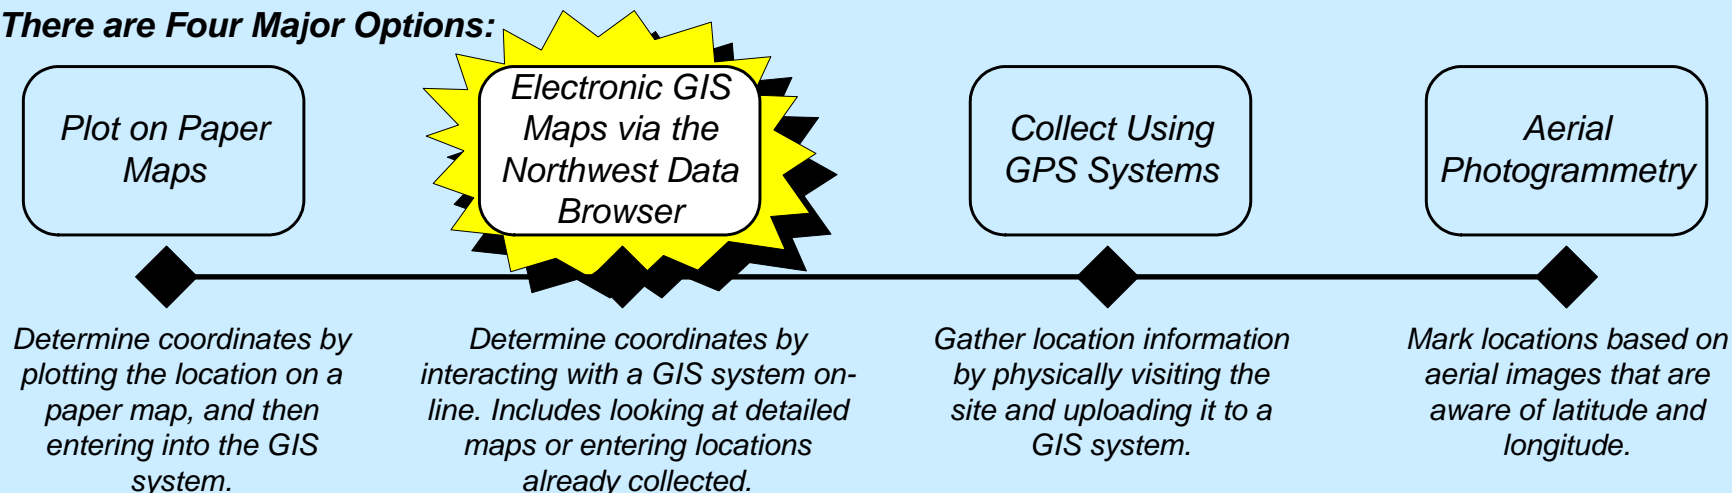 There are Four Major Options:
Plot on Paper
Maps
Electronic GIS
Maps via the
Northwest Data
Browser
Collect Using
GPS Systems
Aerial
Photogrammetry
Determine coordinates by
plotting the location on a
paper map, and then
entering into the GIS
system.
Determine coordinates by
interacting with a GIS system on-
line. Includes looking at detailed
maps or entering locations
already collected.
Gather location information
by physically visiting the
site and uploading it to a
GIS system.
Mark locations based on
aerial images that are
aware of latitude and
longitude.